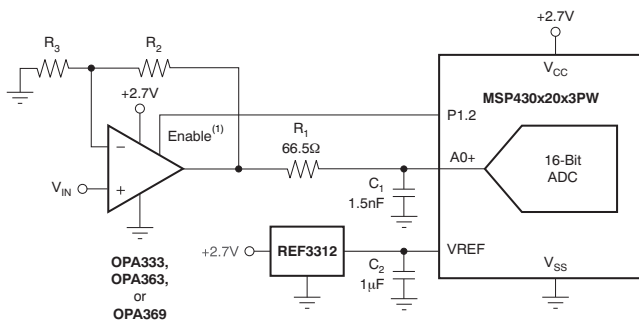 +2.7V
R3
R2
VCC
MSP430x20x3PW
+2.7V
Enable(1)
P1.2
R1
66.5Ω
A0+
16-Bit
ADC
−
+
VIN
C1
1.5nF
OPA333,
OPA363,
or
OPA369
+2.7V
REF3312
VREF
C2
1μF
VSS